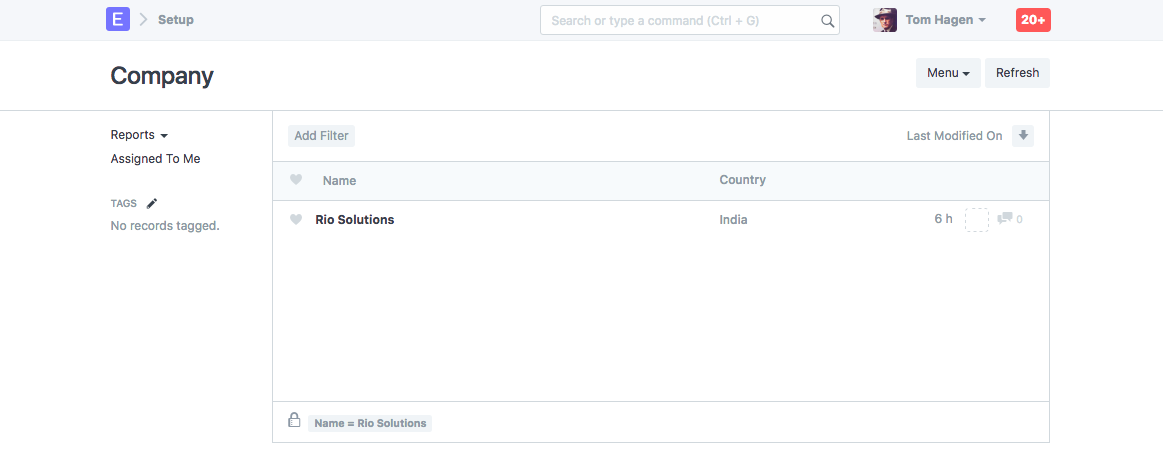 E Setup Search or type a command (Ctrl + G) Tom Hagen 20+
Company Menu Refresh
Reports Add Filter Last Modified On
Assigned To Me
Name Country
TAGS
No records tagged.
Rio Solutions India 6 h 0
Name = Rio Solutions